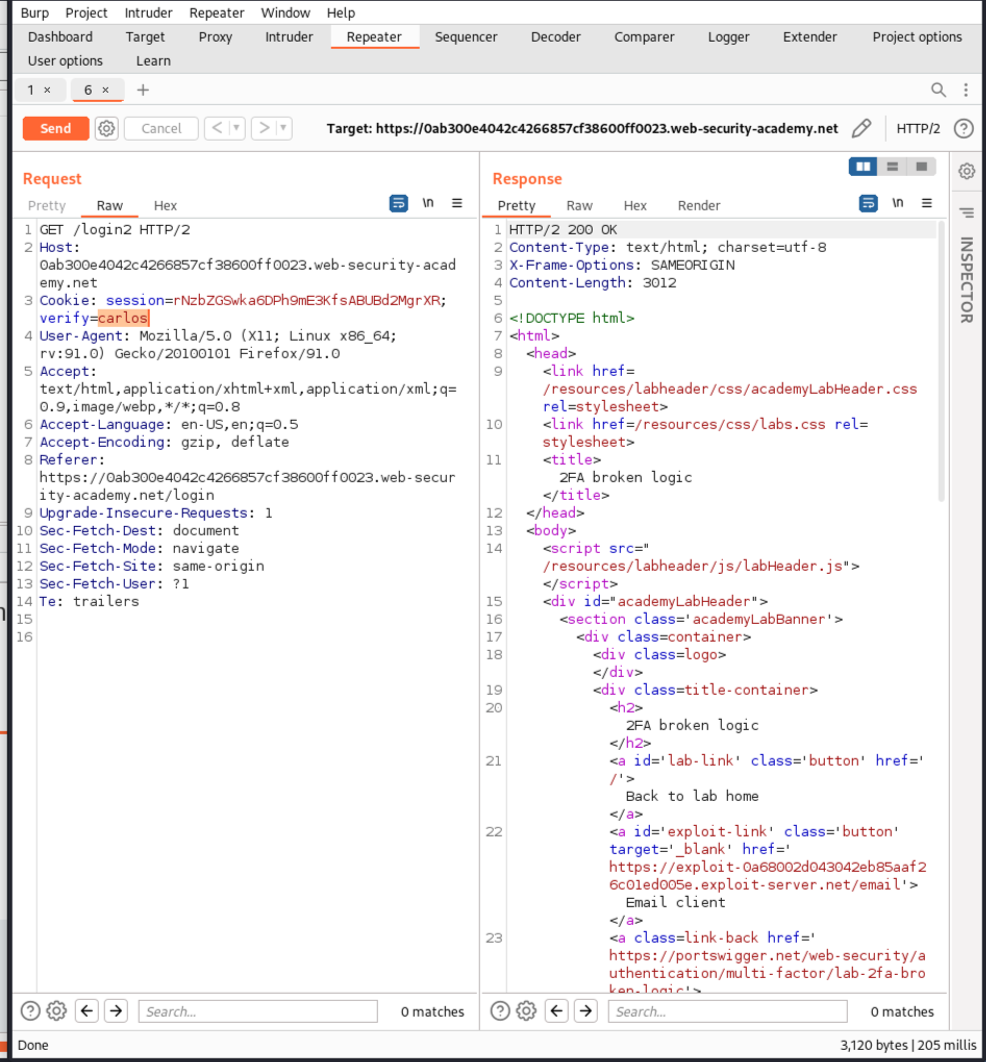 Burp Project Intruder Repeater Window Help
Dashboard Target Proxy Intruder Repeater Sequencer Decoder Comparer Logger Extender Project options
User options Learn
1 × 6 × +
Send Cancel < > Target: https://0ab300e4042c4266857cf38600ff0023.web-security-academy.net HTTP/2 ?
Request
Pretty Raw Hex \n
1 GET /login2 HTTP/2
2 Host:
0ab300e4042c4266857cf38600ff0023.web-security-acad
emy.net
3 Cookie: session=rNzbZGSwka6DPh9mE3KfsABUBd2MgrXR;
verify=carlos
4 User-Agent: Mozilla/5.0 (X11; Linux x86_64;
rv:91.0) Gecko/20100101 Firefox/91.0
5 Accept:
text/html,application/xhtml+xml,application/xml;q=
0.9,image/webp,*/*;q=0.8
6 Accept-Language: en-US,en;q=0.5
7 Accept-Encoding: gzip, deflate
8 Referer:
https://0ab300e4042c4266857cf38600ff0023.web-secur
ity-academy.net/login
9 Upgrade-Insecure-Requests: 1
10 Sec-Fetch-Dest: document
11 Sec-Fetch-Mode: navigate
12 Sec-Fetch-Site: same-origin
13 Sec-Fetch-User: ?1
14 Te: trailers
15
16
? Search... 0 matches
Response
Pretty Raw Hex Render \n
1 HTTP/2 200 OK
2 Content-Type: text/html; charset=utf-8
3 X-Frame-Options: SAMEORIGIN
4 Content-Length: 3012
5
6 <!DOCTYPE html>
7 <html>
8 <head>
9 <link href=
/resources/labheader/css/academyLabHeader.css
rel=stylesheet>
10 <link href=/resources/css/labs.css rel=
stylesheet>
11 <title>
2FA broken logic
</title>
12 </head>
13 <body>
14 <script src="
/resources/labheader/js/labHeader.js">
</script>
15 <div id="academyLabHeader">
16 <section class='academyLabBanner'>
17 <div class=container>
18 <div class=logo>
</div>
19 <div class=title-container>
20 <h2>
2FA broken logic
</h2>
21 <a id='lab-link' class='button' href='
/'>
Back to lab home
</a>
22 <a id='exploit-link' class='button'
target='_blank' href='
https://exploit-0a68002d043042eb85aaf2
6c01ed005e.exploit-server.net/email'>
Email client
</a>
23 <a class=link-back href='
https://portswigger.net/web-security/a
uthentication/multi-factor/lab-2fa-bro
ken-logic'>
? Search... 0 matches
INSPECTOR
Done 3,120 bytes | 205 millis